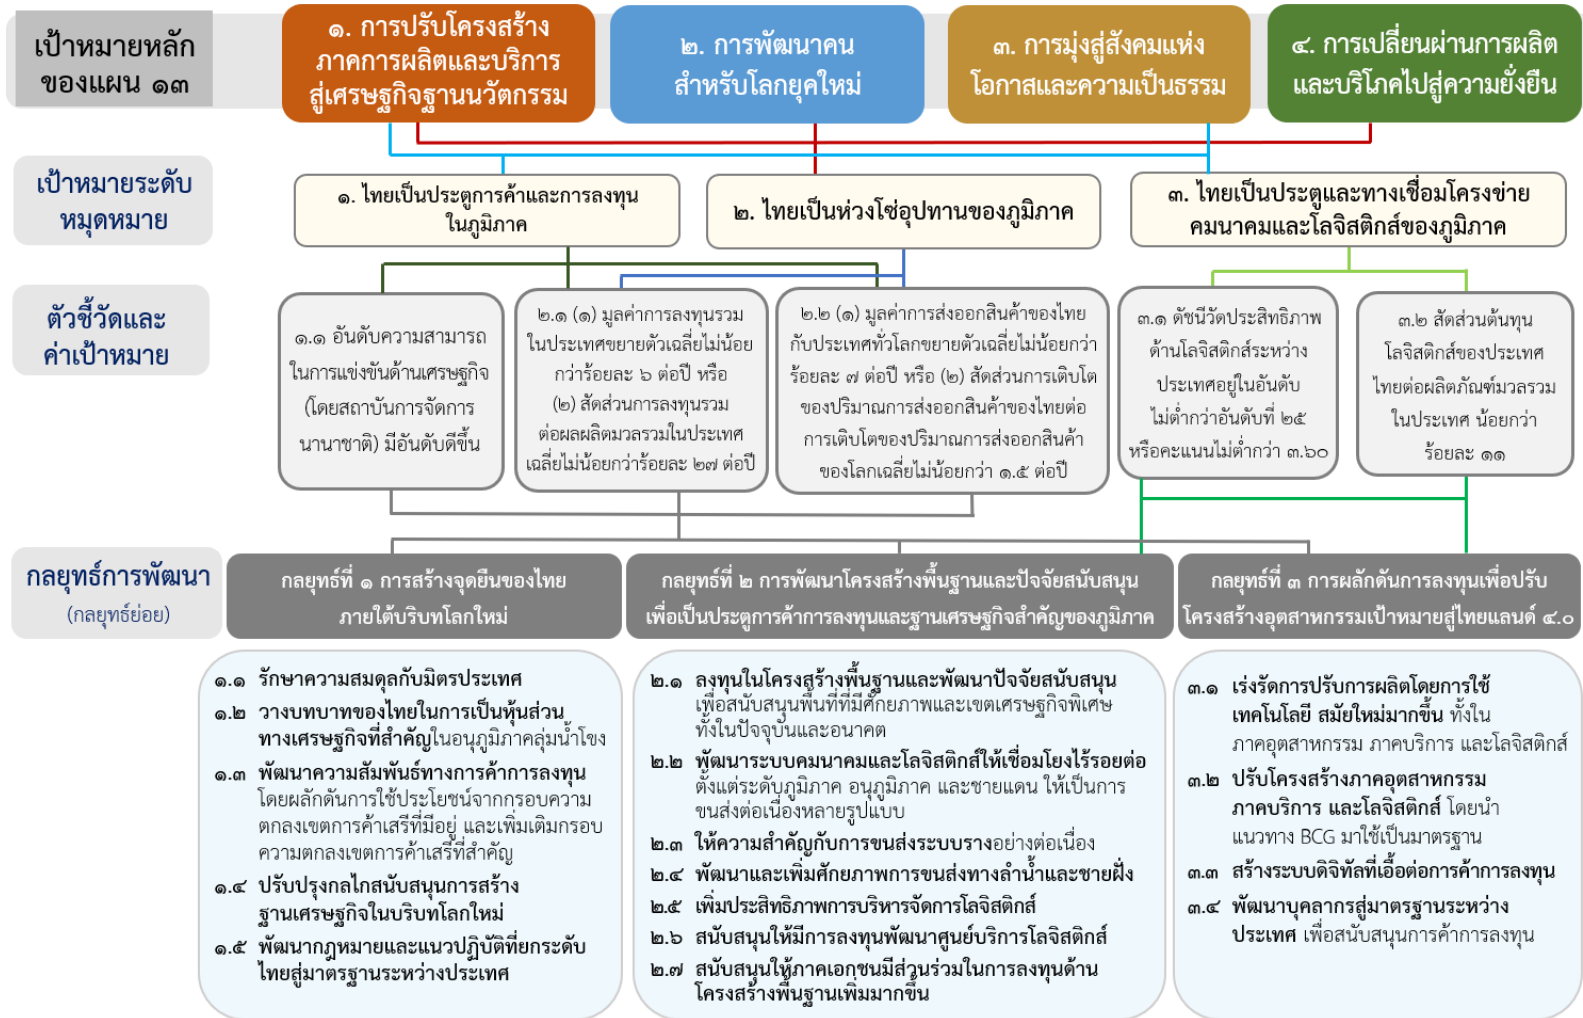 เป้าหมายหลัก
ของแผน ๑๓
๑. การปรับโครงสร้าง
ภาคการผลิตและบริการ
สู่เศรษฐกิจฐานนวัตกรรม
๒. การพัฒนาคน
สำหรับโลกยุคใหม่
๓. การมุ่งสู่สังคมแห่ง
โอกาสและความเป็นธรรม
๔. การเปลี่ยนผ่านการผลิต
และบริโภคไปสู่ความยั่งยืน
เป้าหมายระดับ
หมุดหมาย
๑. ไทยเป็นประตูการค้าและการลงทุน
ในภูมิภาค
๒. ไทยเป็นห่วงโซ่อุปทานของภูมิภาค
๓. ไทยเป็นประตูและทางเชื่อมโครงข่าย
คมนาคมและโลจิสติกส์ของภูมิภาค
ตัวชี้วัดและ
ค่าเป้าหมาย
๑.๑ อันดับความสามารถ
ในการแข่งขันด้านเศรษฐกิจ
(โดยสถาบันการจัดการ
นานาชาติ) มีอันดับดีขึ้น
๒.๑ (๑) มูลค่าการลงทุนรวม
ในประเทศขยายตัวเฉลี่ยไม่น้อย
กว่าร้อยละ ๖ ต่อปี หรือ
(๒) สัดส่วนการลงทุนรวม
ต่อผลผลิตมวลรวมในประเทศ
เฉลี่ยไม่น้อยกว่าร้อยละ ๒๗ ต่อปี
๒.๒ (๑) มูลค่าการส่งออกสินค้าของไทย
กับประเทศทั่วโลกขยายตัวเฉลี่ยไม่น้อยกว่า
ร้อยละ ๗ ต่อปี หรือ (๒) สัดส่วนการเติบโต
ของปริมาณการส่งออกสินค้าของไทยต่อ
การเติบโตของปริมาณการส่งออกสินค้า
ของโลกเฉลี่ยไม่น้อยกว่า ๑.๕ ต่อปี
๓.๑ ดัชนีวัดประสิทธิภาพ
ด้านโลจิสติกส์ระหว่าง
ประเทศอยู่ในอันดับ
ไม่ต่ำกว่าอันดับที่ ๒๕
หรือคะแนนไม่ต่ำกว่า ๓.๖๐
๓.๒ สัดส่วนต้นทุน
โลจิสติกส์ของประเทศ
ไทยต่อผลิตภัณฑ์มวลรวม
ในประเทศ น้อยกว่า
ร้อยละ ๑๑
กลยุทธ์การพัฒนา
(กลยุทธ์ย่อย)
กลยุทธ์ที่ ๑ การสร้างจุดยืนของไทย
ภายใต้บริบทโลกใหม่
กลยุทธ์ที่ ๒ การพัฒนาโครงสร้างพื้นฐานและปัจจัยสนับสนุน
เพื่อเป็นประตูการค้าการลงทุนและฐานเศรษฐกิจสำคัญของภูมิภาค
กลยุทธ์ที่ ๓ การผลักดันการลงทุนเพื่อปรับ
โครงสร้างอุตสาหกรรมเป้าหมายสู่ไทยแลนด์ ๔.๐
๑.๑ รักษาความสมดุลกับมิตรประเทศ
๑.๒ วางบทบาทของไทยในการเป็นหุ้นส่วน
ทางเศรษฐกิจที่สำคัญในอนุภูมิภาคลุ่มน้ำโขง
๑.๓ พัฒนาความสัมพันธ์ทางการค้าการลงทุน
โดยผลักดันการใช้ประโยชน์จากกรอบความ
ตกลงเขตการค้าเสรีที่มีอยู่ และเพิ่มเติมกรอบ
ความตกลงเขตการค้าเสรีที่สำคัญ
๑.๔ ปรับปรุงกลไกสนับสนุนการสร้าง
ฐานเศรษฐกิจในบริบทโลกใหม่
๑.๕ พัฒนากฎหมายและแนวปฏิบัติที่ยกระดับ
ไทยสู่มาตรฐานระหว่างประเทศ
๒.๑ ลงทุนในโครงสร้างพื้นฐานและพัฒนาปัจจัยสนับสนุน
เพื่อสนับสนุนพื้นที่ที่มีศักยภาพและเขตเศรษฐกิจพิเศษ
ทั้งในปัจจุบันและอนาคต
๒.๒ พัฒนาระบบคมนาคมและโลจิสติกส์ให้เชื่อมโยงไร้รอยต่อ
ตั้งแต่ระดับภูมิภาค อนุภูมิภาค และชายแดน ให้เป็นการ
ขนส่งต่อเนื่องหลายรูปแบบ
๒.๓ ให้ความสำคัญกับการขนส่งระบบรางอย่างต่อเนื่อง
๒.๔ พัฒนาและเพิ่มศักยภาพการขนส่งทางลำน้ำและชายฝั่ง
๒.๕ เพิ่มประสิทธิภาพการบริหารจัดการโลจิสติกส์
๒.๖ สนับสนุนให้มีการลงทุนพัฒนาศูนย์บริการโลจิสติกส์
๒.๗ สนับสนุนให้ภาคเอกชนมีส่วนร่วมในการลงทุนด้าน
โครงสร้างพื้นฐานเพิ่มมากขึ้น
๓.๑ เร่งรัดการปรับการผลิตโดยการใช้
เทคโนโลยี สมัยใหม่มากขึ้น ทั้งใน
ภาคอุตสาหกรรม ภาคบริการ และโลจิสติกส์
๓.๒ ปรับโครงสร้างภาคอุตสาหกรรม
ภาคบริการ และโลจิสติกส์ โดยนำ
แนวทาง BCG มาใช้เป็นมาตรฐาน
๓.๓ สร้างระบบดิจิทัลที่เอื้อต่อการค้าการลงทุน
๓.๔ พัฒนาบุคลากรสู่มาตรฐานระหว่าง
ประเทศ เพื่อสนับสนุนการค้าการลงทุน